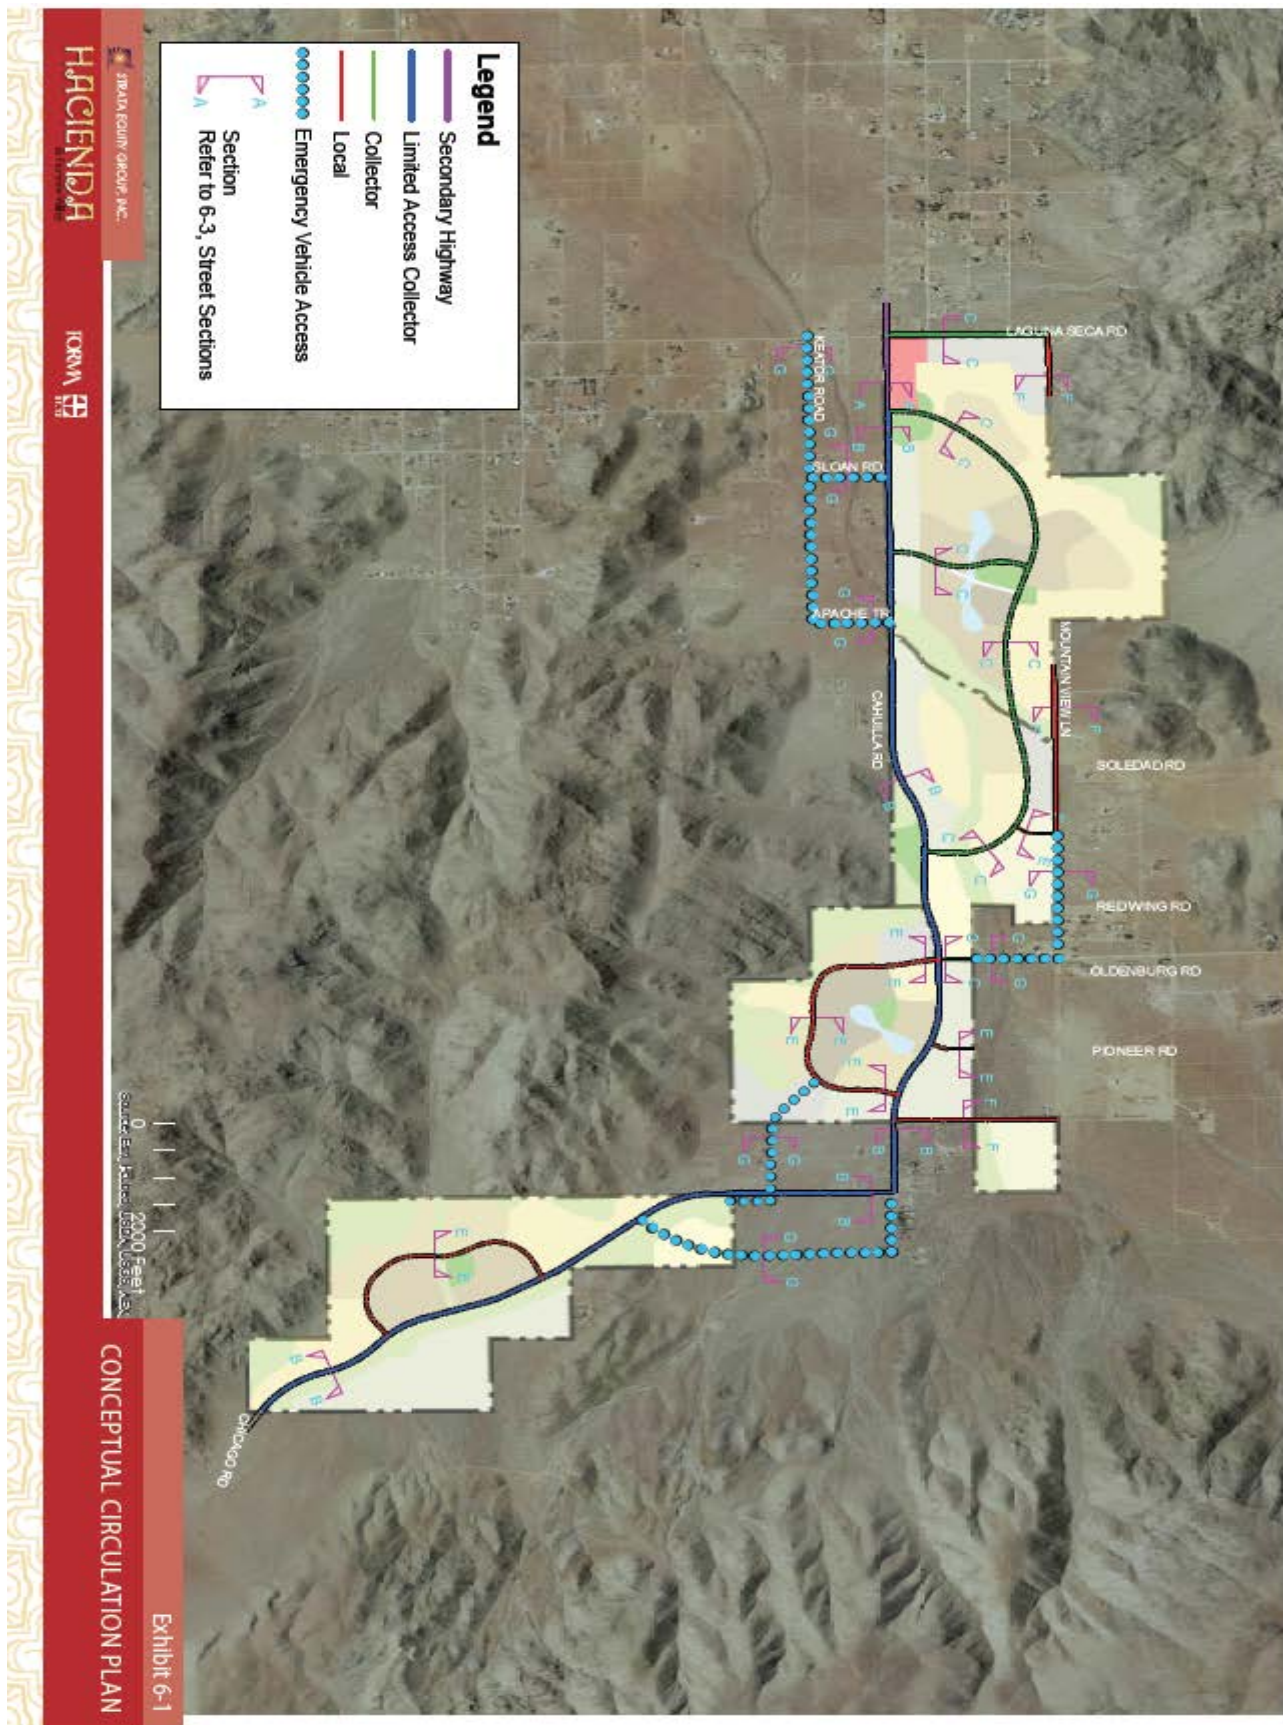 Legend
Secondary Highway
Limited Access Collector
Collector
Local
Emergency Vehicle Access
A
A
Section
Refer to 6-3, Street Sections
STRATA EQUITY GROUP, INC.
HACIENDA
FORMA
Exhibit 6-1
CONCEPTUAL CIRCULATION PLAN
0
2000 Feet
LAGUNA SECA RD
KEATOR ROAD
SLOAN RD
APACHE TR
CAHUILLA RD
MOUNTAIN VIEW LN
SOLEDAD RD
REDWING RD
OLDENBURG RD
PIONEER RD
CHICAGO RD
C
C
F
F
A
B
B
C
C
G
G
G
G
G
G
C
C
C
C
F
B
B
C
C
E
G
G
E
E
C
C
G
G
E
E
E
E
E
E
F
F
B
B
B
B
G
G
G
G
E
E
B
B